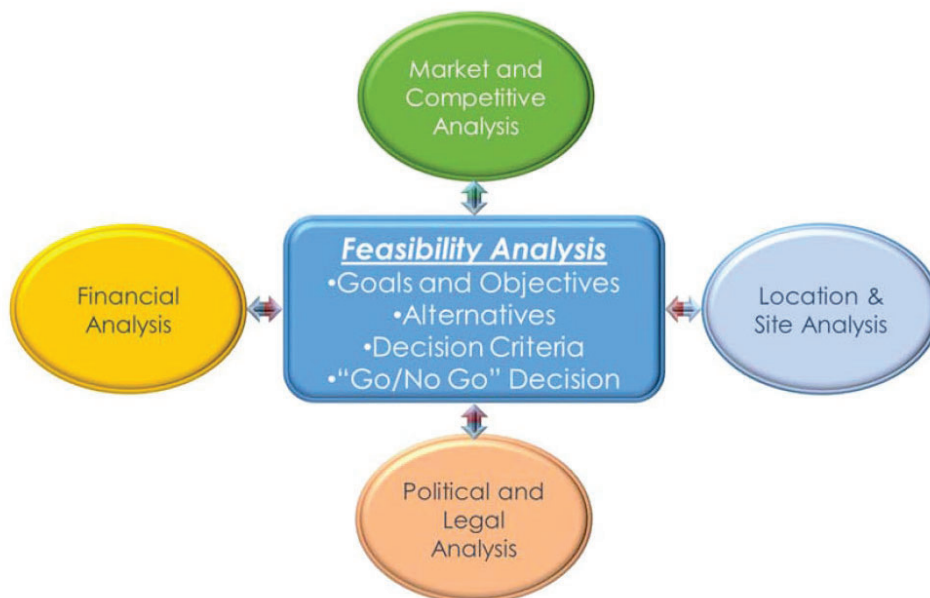 Market and
Competitive
Analysis
Feasibility Analysis
•Goals and Objectives
•Alternatives
•Decision Criteria
•“Go/No Go” Decision
Financial
Analysis
Location &
Site Analysis
Political and
Legal
Analysis